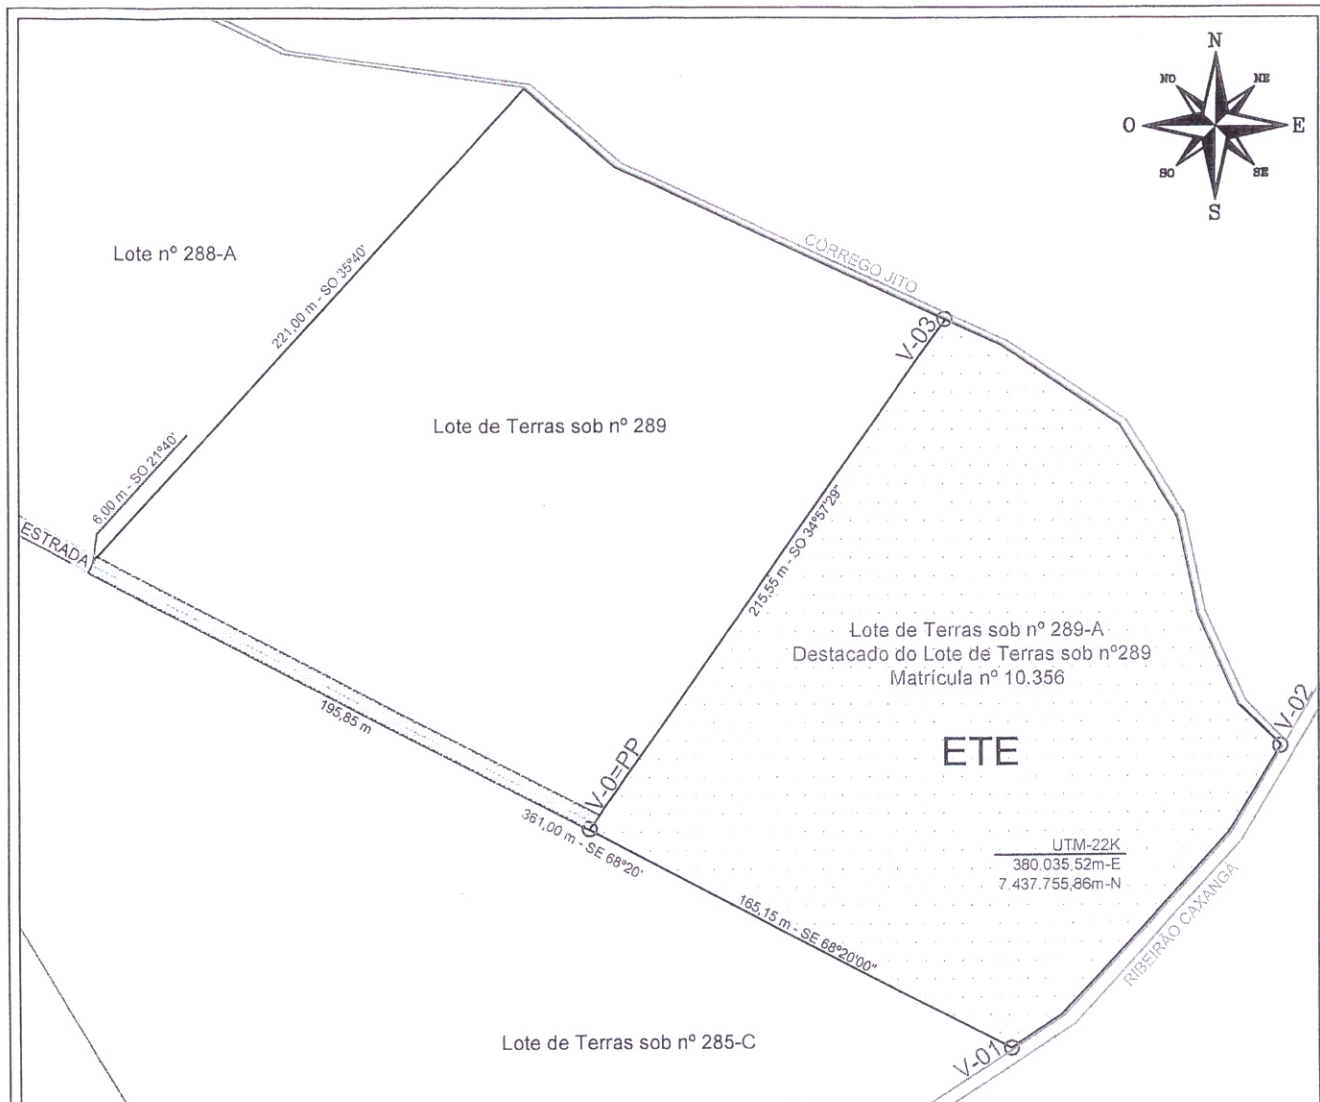 N
NO
NE
O
E
SO
SE
S
Lote nº 288-A
CÓRREGO JITO
221,00 m - SO 35º40'
V-03
Lote de Terras sob nº 289
6,00 m - SO 21º40'
ESTRADA
215,55 m - SO 34º57'29"
Lote de Terras sob nº 289-A
Destacado do Lote de Terras sob nº289
Matrícula nº 10.356
195,85 m
V-02
ETE
V-0=PP
361,00 m - SE 68º20'
UTM-22K
380.035,52m-E
7.437.755,86m-N
165,15 m - SE 68º20'00"
RIBEIRÃO CAXANGÁ
Lote de Terras sob nº 285-C
V-01